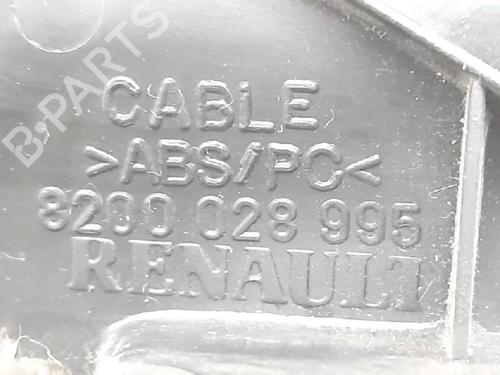 B-PARTS
CABLE
>ABS/PC<
8200 028 995
RENAULT